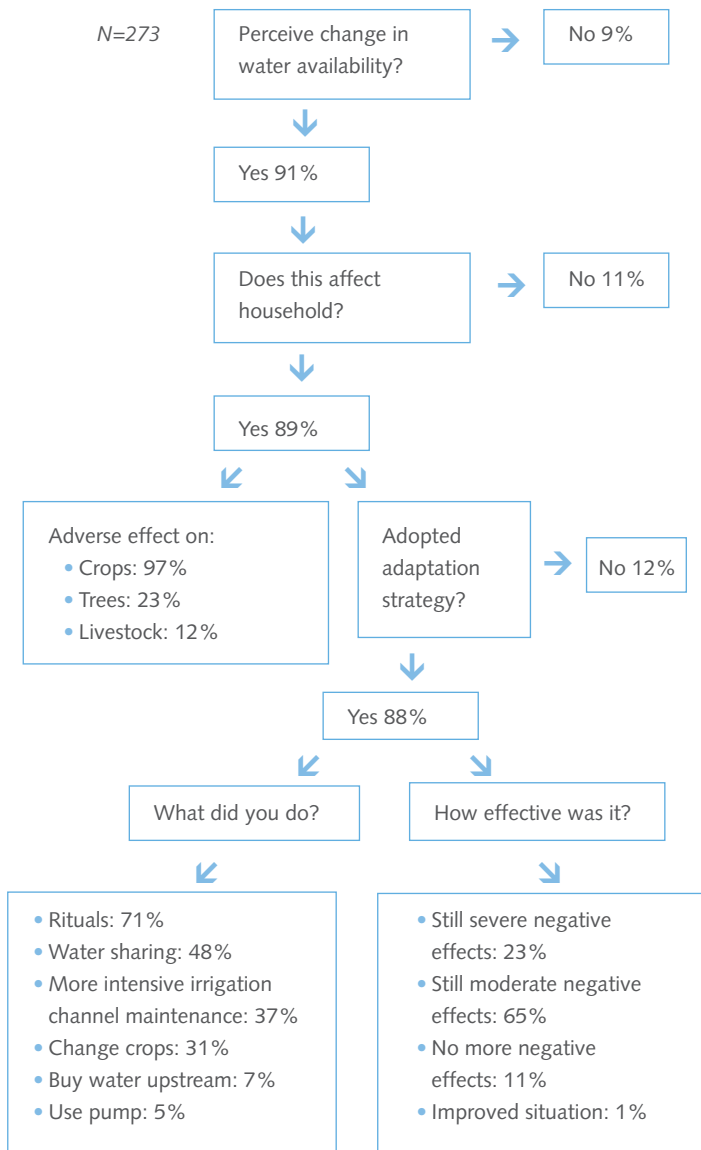 N=273
Perceive change in
water availability?
No 9%
Yes 91%
Does this affect
household?
No 11%
Yes 89%
Adverse effect on:
• Crops: 97%
• Trees: 23%
• Livestock: 12%
Adopted
adaptation
strategy?
No 12%
Yes 88%
What did you do?
How effective was it?
• Rituals: 71%
• Water sharing: 48%
• More intensive irrigation
channel maintenance: 37%
• Change crops: 31%
• Buy water upstream: 7%
• Use pump: 5%
• Still severe negative
effects: 23%
• Still moderate negative
effects: 65%
• No more negative
effects: 11%
• Improved situation: 1%